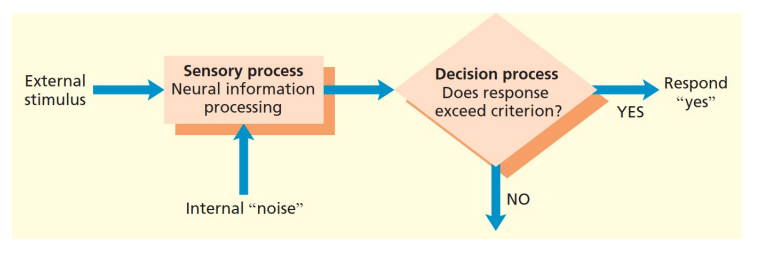 External
stimulus
Sensory process
Neural information
processing
Internal “noise”
Decision process
Does response
exceed criterion?
YES
Respond
“yes”
NO